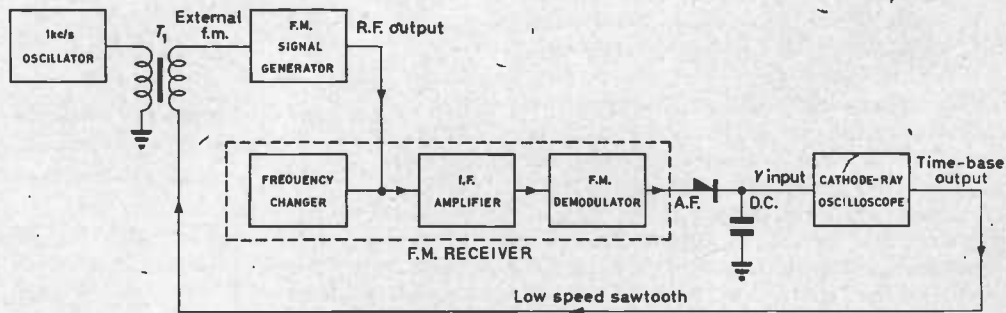 1kc/s
OSCILLATOR
T1
External
f.m.
F.M.
SIGNAL
GENERATOR
R.F. output
FREQUENCY
CHANGER
I.F.
AMPLIFIER
F.M.
DEMODULATOR
A.F.
D.C.
Y input
CATHODE-RAY
OSCILLOSCOPE
Time-base
output
F.M. RECEIVER
Low speed sawtooth